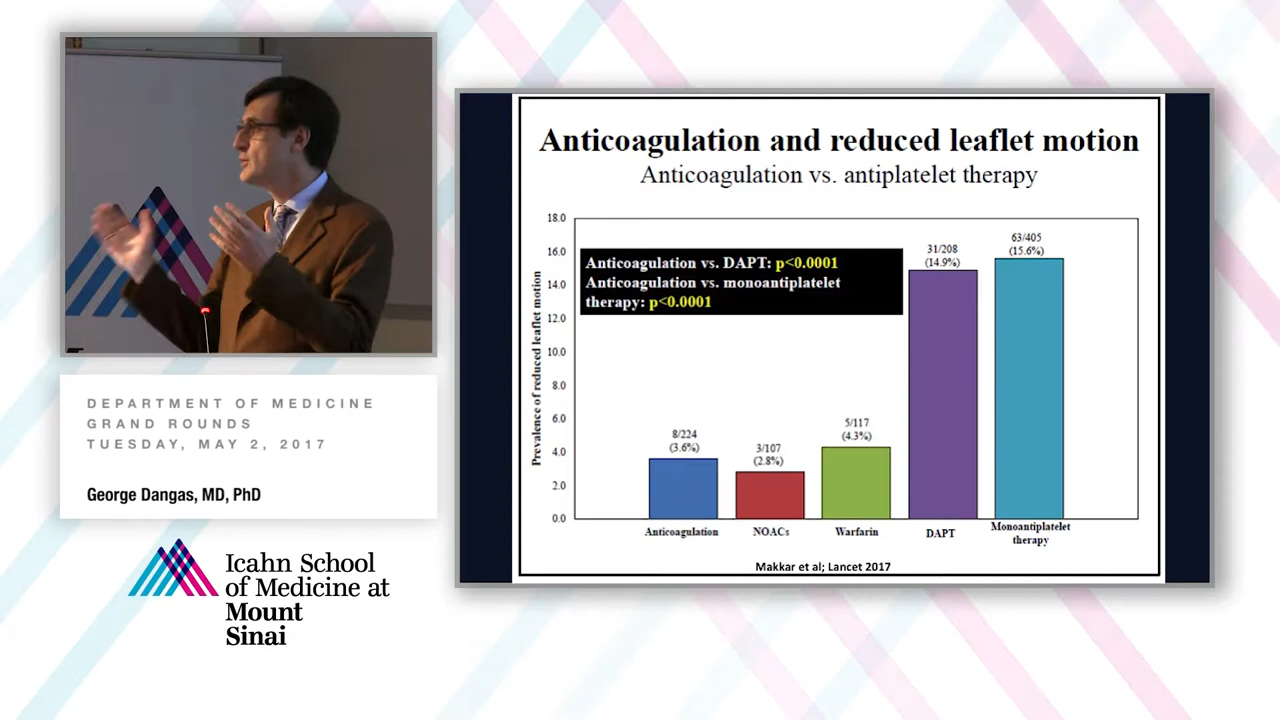 DEPARTMENT OF MEDICINE
GRAND ROUNDS
TUESDAY, MAY 2, 2017
George Dangas, MD, PhD
Icahn School
of Medicine at
Mount
Sinai
Anticoagulation and reduced leaflet motion
Anticoagulation vs. antiplatelet therapy
Prevalence of reduced leaflet motion
18.0
16.0
14.0
12.0
10.0
8.0
6.0
4.0
2.0
0.0
Anticoagulation vs. DAPT: p<0.0001
Anticoagulation vs. monoantiplatelet
therapy: p<0.0001
8/224
(3.6%)
3/107
(2.8%)
5/117
(4.3%)
31/208
(14.9%)
63/405
(15.6%)
Anticoagulation
NOACs
Warfarin
DAPT
Monoantiplatelet
therapy
Makkar et al; Lancet 2017